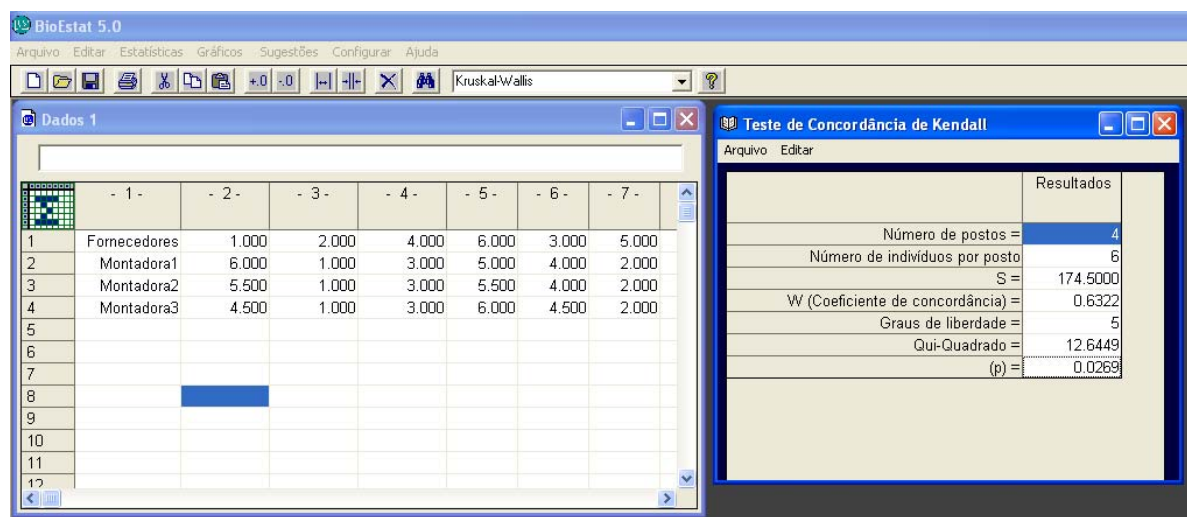 BioEstat 5.0
Arquivo Editar Estatísticas Gráficos Sugestões Configurar Ajuda
+.0 -.0 Kruskal-Wallis
Dados 1
- 1 - - 2 - - 3 - - 4 - - 5 - - 6 - - 7 -
1 Fornecedores 1.000 2.000 4.000 6.000 3.000 5.000
2 Montadora1 6.000 1.000 3.000 5.000 4.000 2.000
3 Montadora2 5.500 1.000 3.000 5.500 4.000 2.000
4 Montadora3 4.500 1.000 3.000 6.000 4.500 2.000
5
6
7
8
9
10
11
12
Teste de Concordância de Kendall
Arquivo Editar
Resultados
Número de postos = 4
Número de indivíduos por posto 6
S = 174.5000
W (Coeficiente de concordância) = 0.6322
Graus de liberdade = 5
Qui-Quadrado = 12.6449
(p) = 0.0269